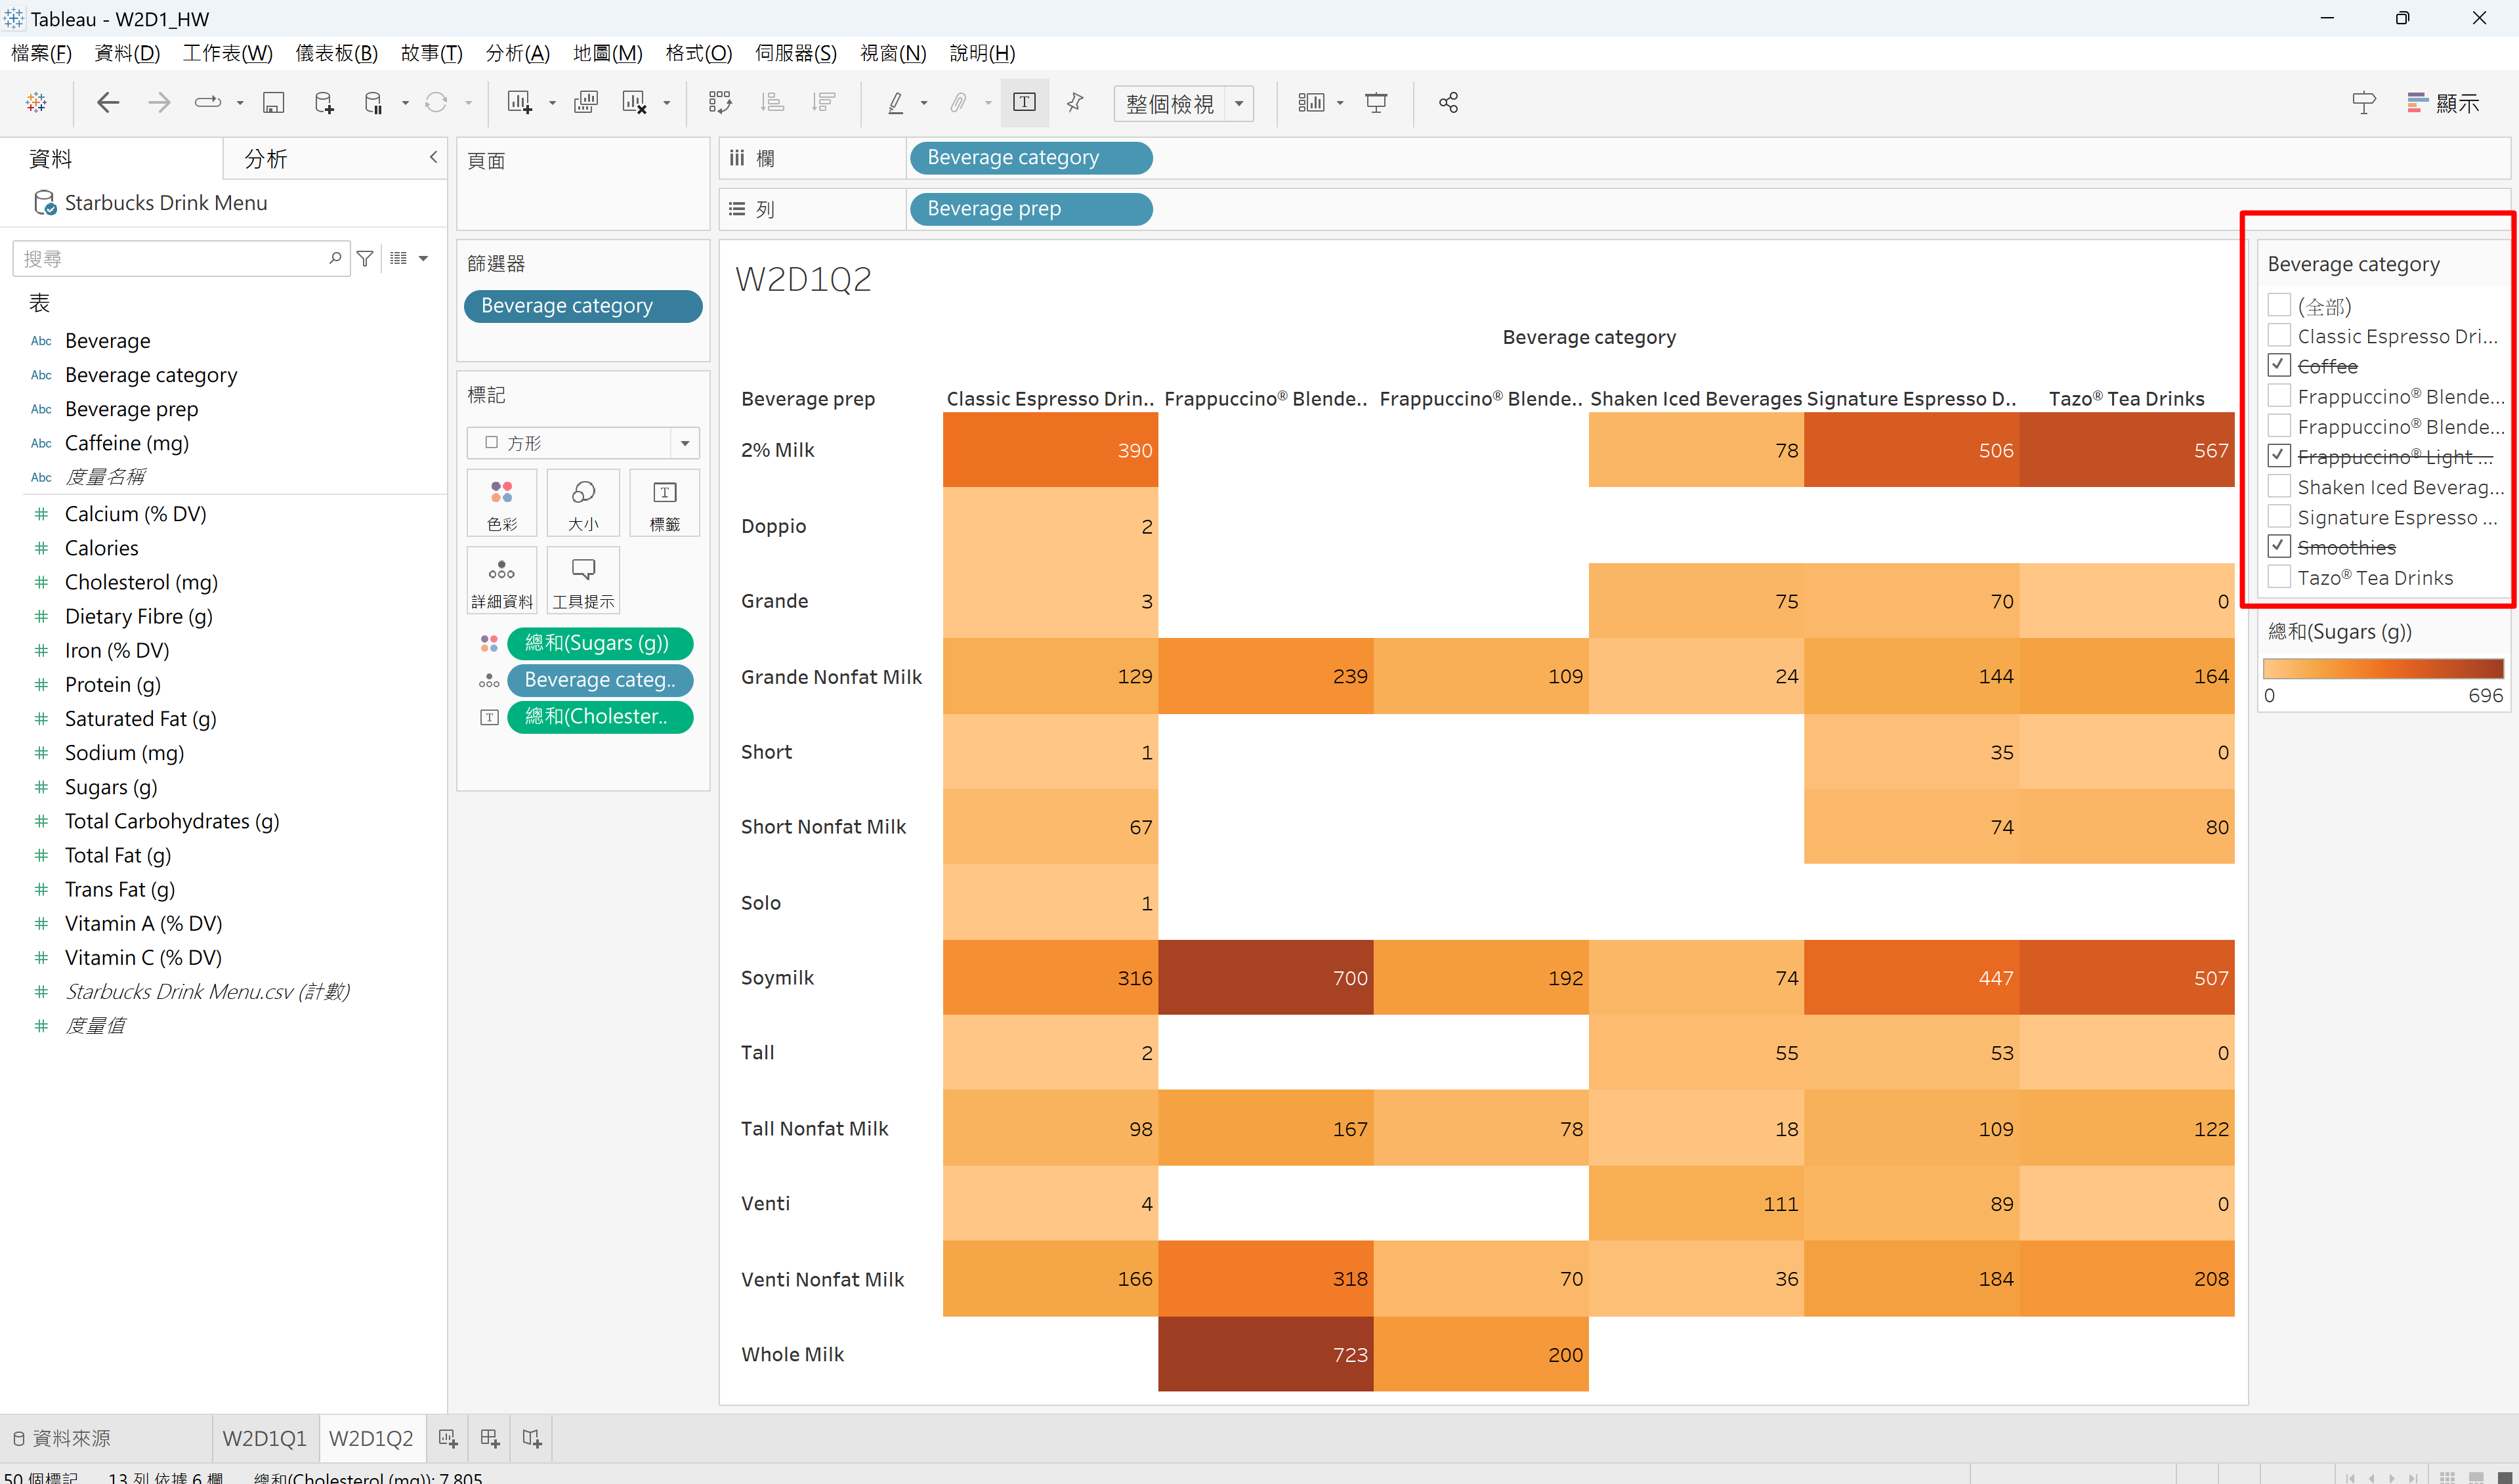 Tableau - W2D1_HW
檔案(F) 資料(D) 工作表(W) 儀表板(B) 故事(T) 分析(A) 地圖(M) 格式(O) 伺服器(S) 視窗(N) 說明(H)
整個檢視
顯示
資料 分析
Starbucks Drink Menu
搜尋
表
Abc Beverage
Abc Beverage category
Abc Beverage prep
Abc Caffeine (mg)
Abc 度量名稱
# Calcium (% DV)
# Calories
# Cholesterol (mg)
# Dietary Fibre (g)
# Iron (% DV)
# Protein (g)
# Saturated Fat (g)
# Sodium (mg)
# Sugars (g)
# Total Carbohydrates (g)
# Total Fat (g)
# Trans Fat (g)
# Vitamin A (% DV)
# Vitamin C (% DV)
# Starbucks Drink Menu.csv (計數)
# 度量值
頁面
篩選器
Beverage category
標記
方形
色彩 大小 標籤
詳細資料 工具提示
總和(Sugars (g))
Beverage categ..
總和(Cholester..
欄 Beverage category
列 Beverage prep
W2D1Q2
Beverage category
Beverage prep Classic Espresso Drin.. Frappuccino® Blende.. Frappuccino® Blende.. Shaken Iced Beverages Signature Espresso D.. Tazo® Tea Drinks
2% Milk 390 78 506 567
Doppio 2
Grande 3 75 70 0
Grande Nonfat Milk 129 239 109 24 144 164
Short 1 35 0
Short Nonfat Milk 67 74 80
Solo 1
Soymilk 316 700 192 74 447 507
Tall 2 55 53 0
Tall Nonfat Milk 98 167 78 18 109 122
Venti 4 111 89 0
Venti Nonfat Milk 166 318 70 36 184 208
Whole Milk 723 200
Beverage category
(全部)
Classic Espresso Dri...
Coffee
Frappuccino® Blende...
Frappuccino® Blende...
Frappuccino® Light ...
Shaken Iced Beverag...
Signature Espresso ...
Smoothies
Tazo® Tea Drinks
總和(Sugars (g))
0 696
資料來源 W2D1Q1 W2D1Q2
50 個標記 13 列 依據 6 欄 總和(Cholesterol (mg)): 7,805